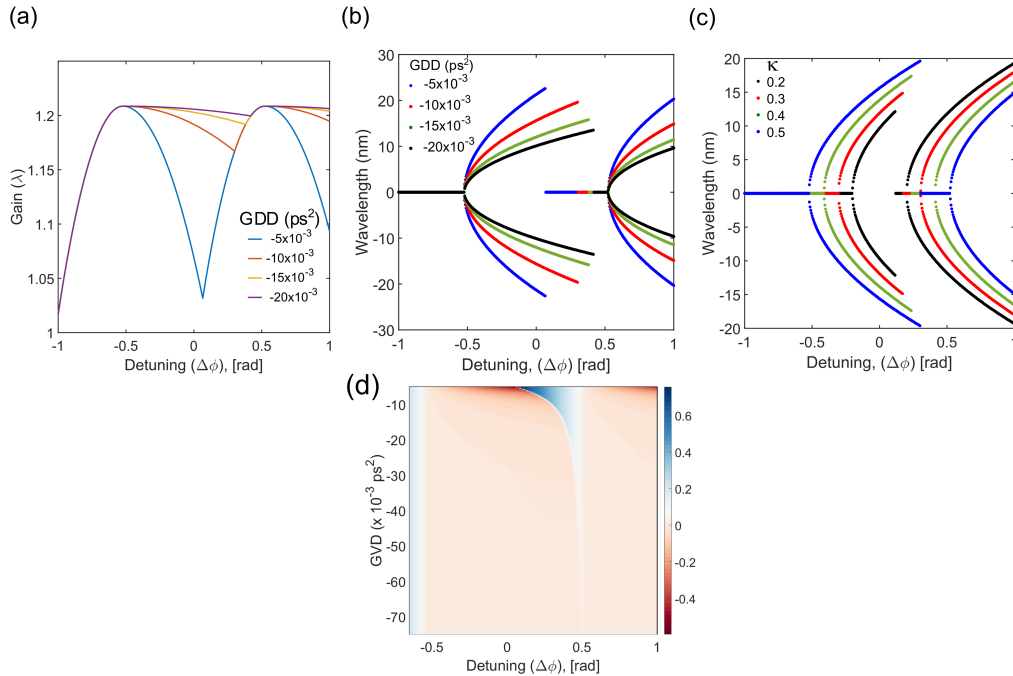 (a)
Gain (λ)
1.2
1.15
1.1
1.05
1
-1
-0.5
0
0.5
1
Detuning (Δϕ), [rad]
GDD (ps²)
-5x10⁻³
-10x10⁻³
-15x10⁻³
-20x10⁻³
(b)
Wavelength (nm)
30
20
10
0
-10
-20
-30
-1
-0.5
0
0.5
1
Detuning, (Δϕ) [rad]
GDD (ps²)
-5x10⁻³
-10x10⁻³
-15x10⁻³
-20x10⁻³
(c)
Wavelength (nm)
20
15
10
5
0
-5
-10
-15
-20
-1
-0.5
0
0.5
1
Detuning, (Δϕ) [rad]
κ
0.2
0.3
0.4
0.5
(d)
GVD (x 10⁻³ ps²)
-10
-20
-30
-40
-50
-60
-70
-0.5
0
0.5
1
Detuning (Δϕ), [rad]
0.6
0.4
0.2
0
-0.2
-0.4